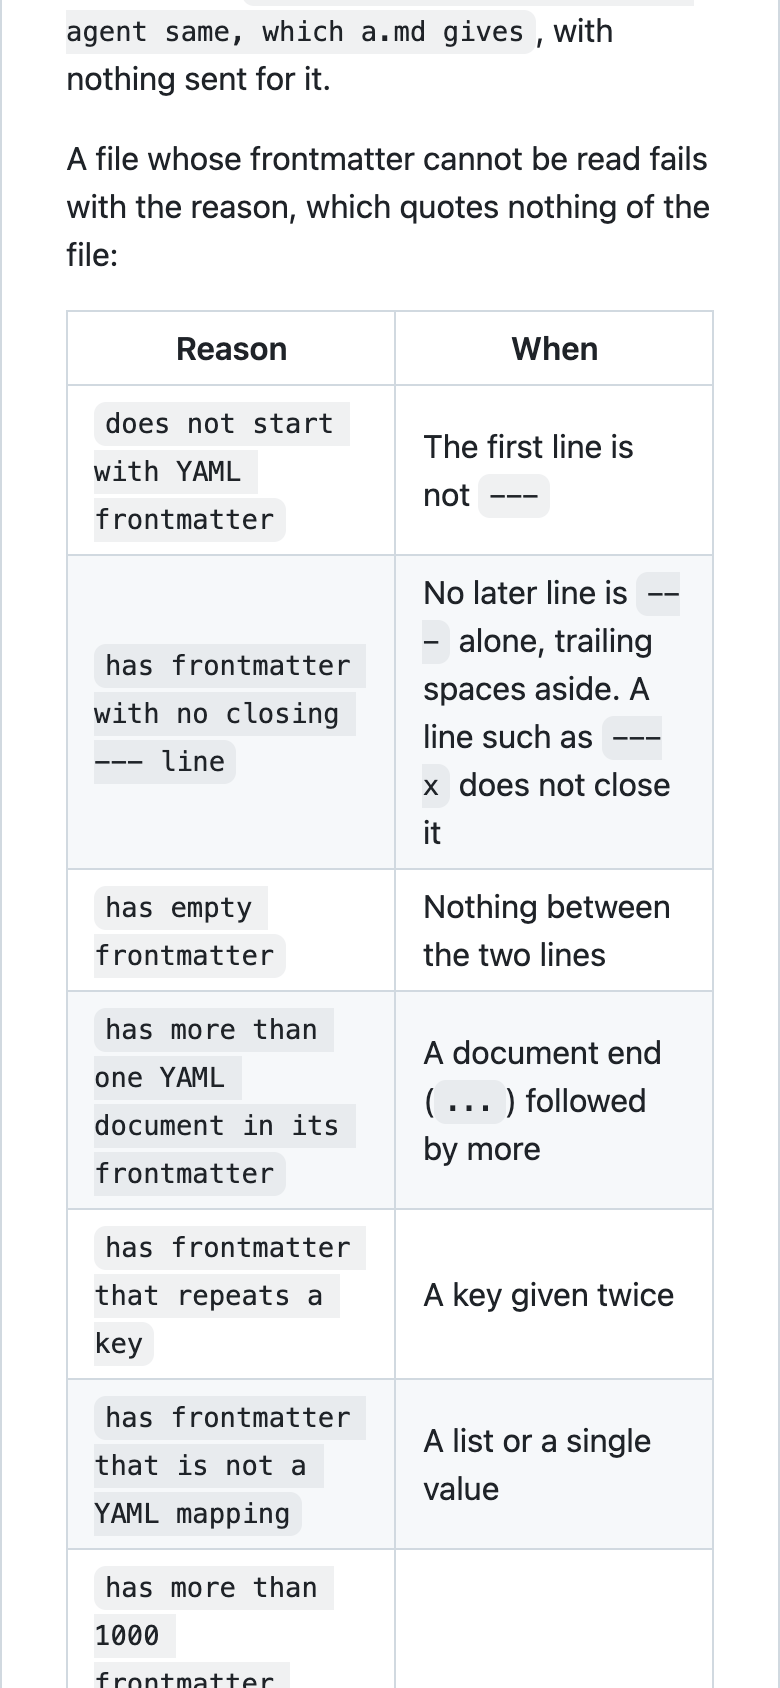 agent same, which a.md gives, with
nothing sent for it.
A file whose frontmatter cannot be read fails
with the reason, which quotes nothing of the
file:
Reason
When
does not start
with YAML
frontmatter
The first line is
not ---
has frontmatter
with no closing
--- line
No later line is --
- alone, trailing
spaces aside. A
line such as ---
x does not close
it
has empty
frontmatter
Nothing between
the two lines
has more than
one YAML
document in its
frontmatter
A document end
(...) followed
by more
has frontmatter
that repeats a
key
A key given twice
has frontmatter
that is not a
YAML mapping
A list or a single
value
has more than
1000
frontmatter